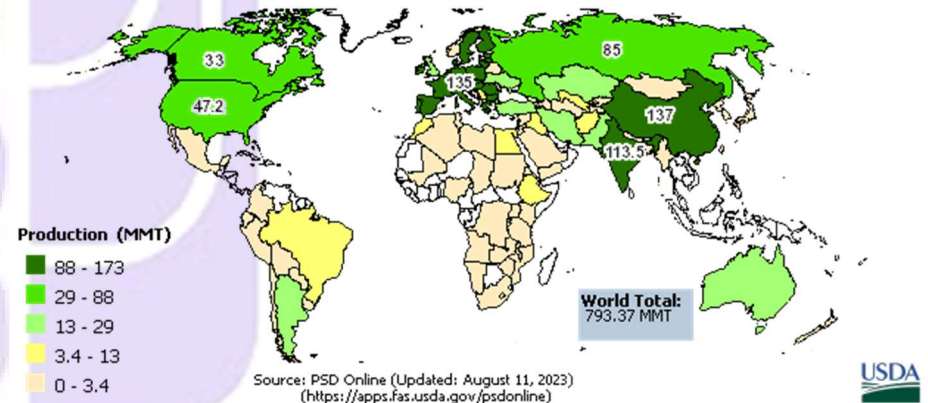 33
85
135
47.2
137
113.5
Production (MMT)
88 - 173
29 - 88
13 - 29
3.4 - 13
0 - 3.4
World Total:
793.37 MMT
Source: PSD Online (Updated: August 11, 2023)
(https://apps.fas.usda.gov/psdonline)
USDA